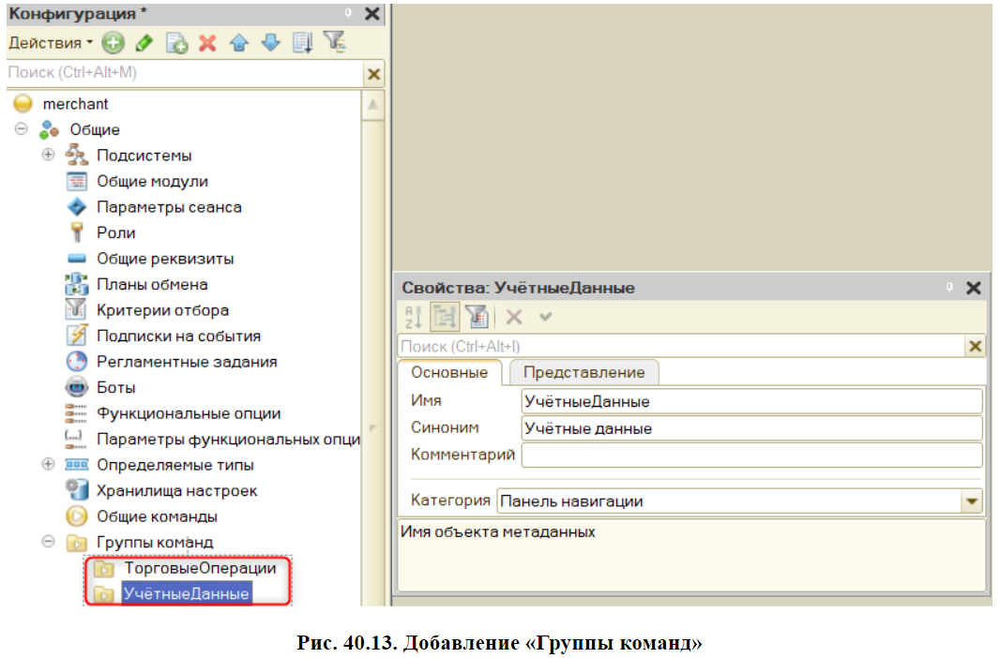 Конфигурация *
Действия
Поиск (Ctrl+Alt+M)
merchant
Общие
Подсистемы
Общие модули
Параметры сеанса
Роли
Общие реквизиты
Планы обмена
Критерии отбора
Подписки на события
Регламентные задания
Боты
Функциональные опции
Параметры функциональных опци
Определяемые типы
Хранилища настроек
Общие команды
Группы команд
ТорговыеОперации
УчётныеДанные
Свойства: УчётныеДанные
Поиск (Ctrl+Alt+I)
Основные Представление
Имя УчётныеДанные
Синоним Учётные данные
Комментарий
Категория Панель навигации
Имя объекта метаданных
Рис. 40.13. Добавление «Группы команд»